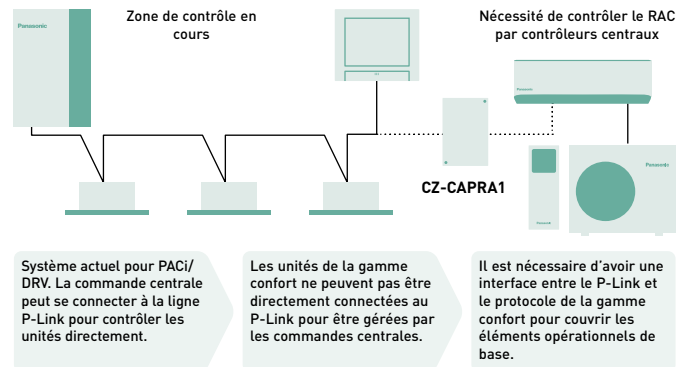 Zone de contrôle en
cours
Nécessité de contrôler le RAC
par contrôleurs centraux
Panasonic
Panasonic
Panasonic
Panasonic
CZ-CAPRA1
Système actuel pour PACi/
DRV. La commande centrale
peut se connecter à la ligne
P-Link pour contrôler les
unités directement.
Les unités de la gamme
confort ne peuvent pas être
directement connectées au
P-Link pour être gérées par
les commandes centrales.
Il est nécessaire d'avoir une
interface entre le P-Link et
le protocole de la gamme
confort pour couvrir les
éléments opérationnels de
base.